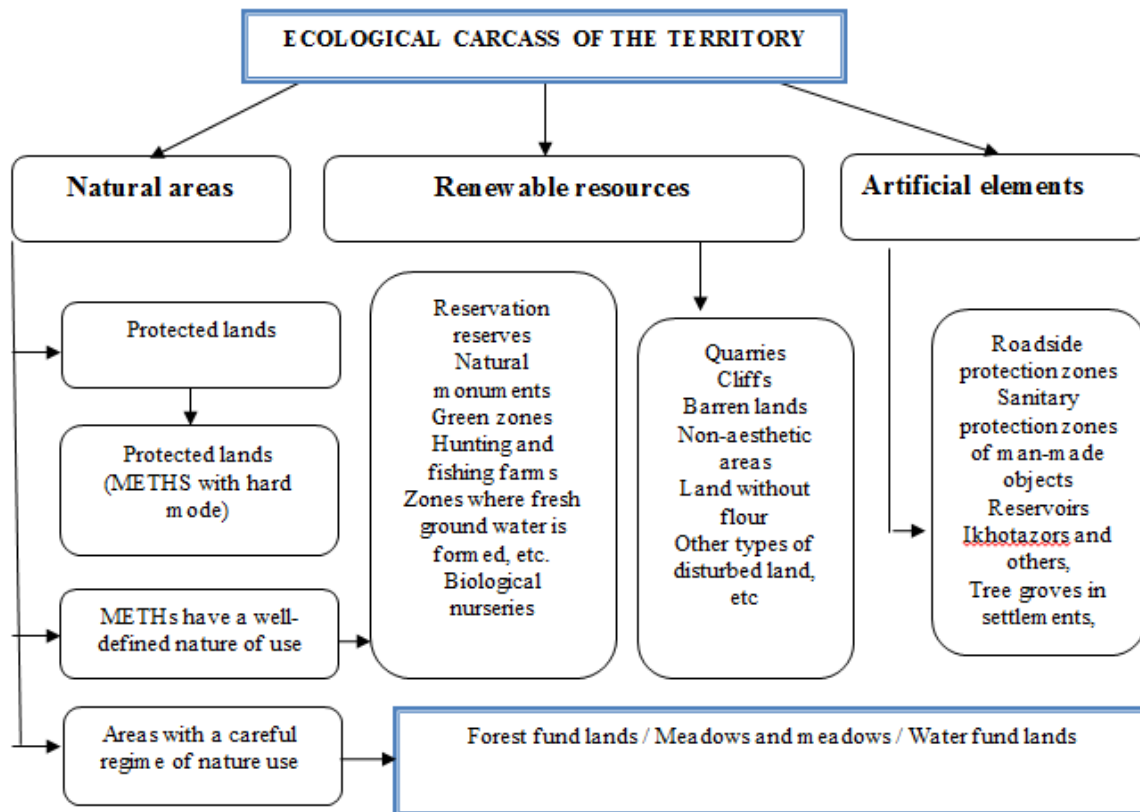 ECOLOGICAL CARCASS OF THE TERRITORY
Natural areas
Renewable resources
Artificial elements
Protected lands
Protected lands
(METHS with hard
mode)
METHs have a well-
defined nature of use
Areas with a careful
regime of nature use
Reservation
reserves
Natural
monuments
Green zones
Hunting and
fishing farms
Zones where fresh
ground water is
formed, etc.
Biological
nurseries
Quarries
Cliffs
Barren lands
Non-aesthetic
areas
Land without
flour
Other types of
disturbed land,
etc
Roadside
protection zones
Sanitary
protection zones
of man-made
objects
Reservoirs
Ikhotazors and
others,
Tree groves in
settlements,
Forest fund lands / Meadows and meadows / Water fund lands